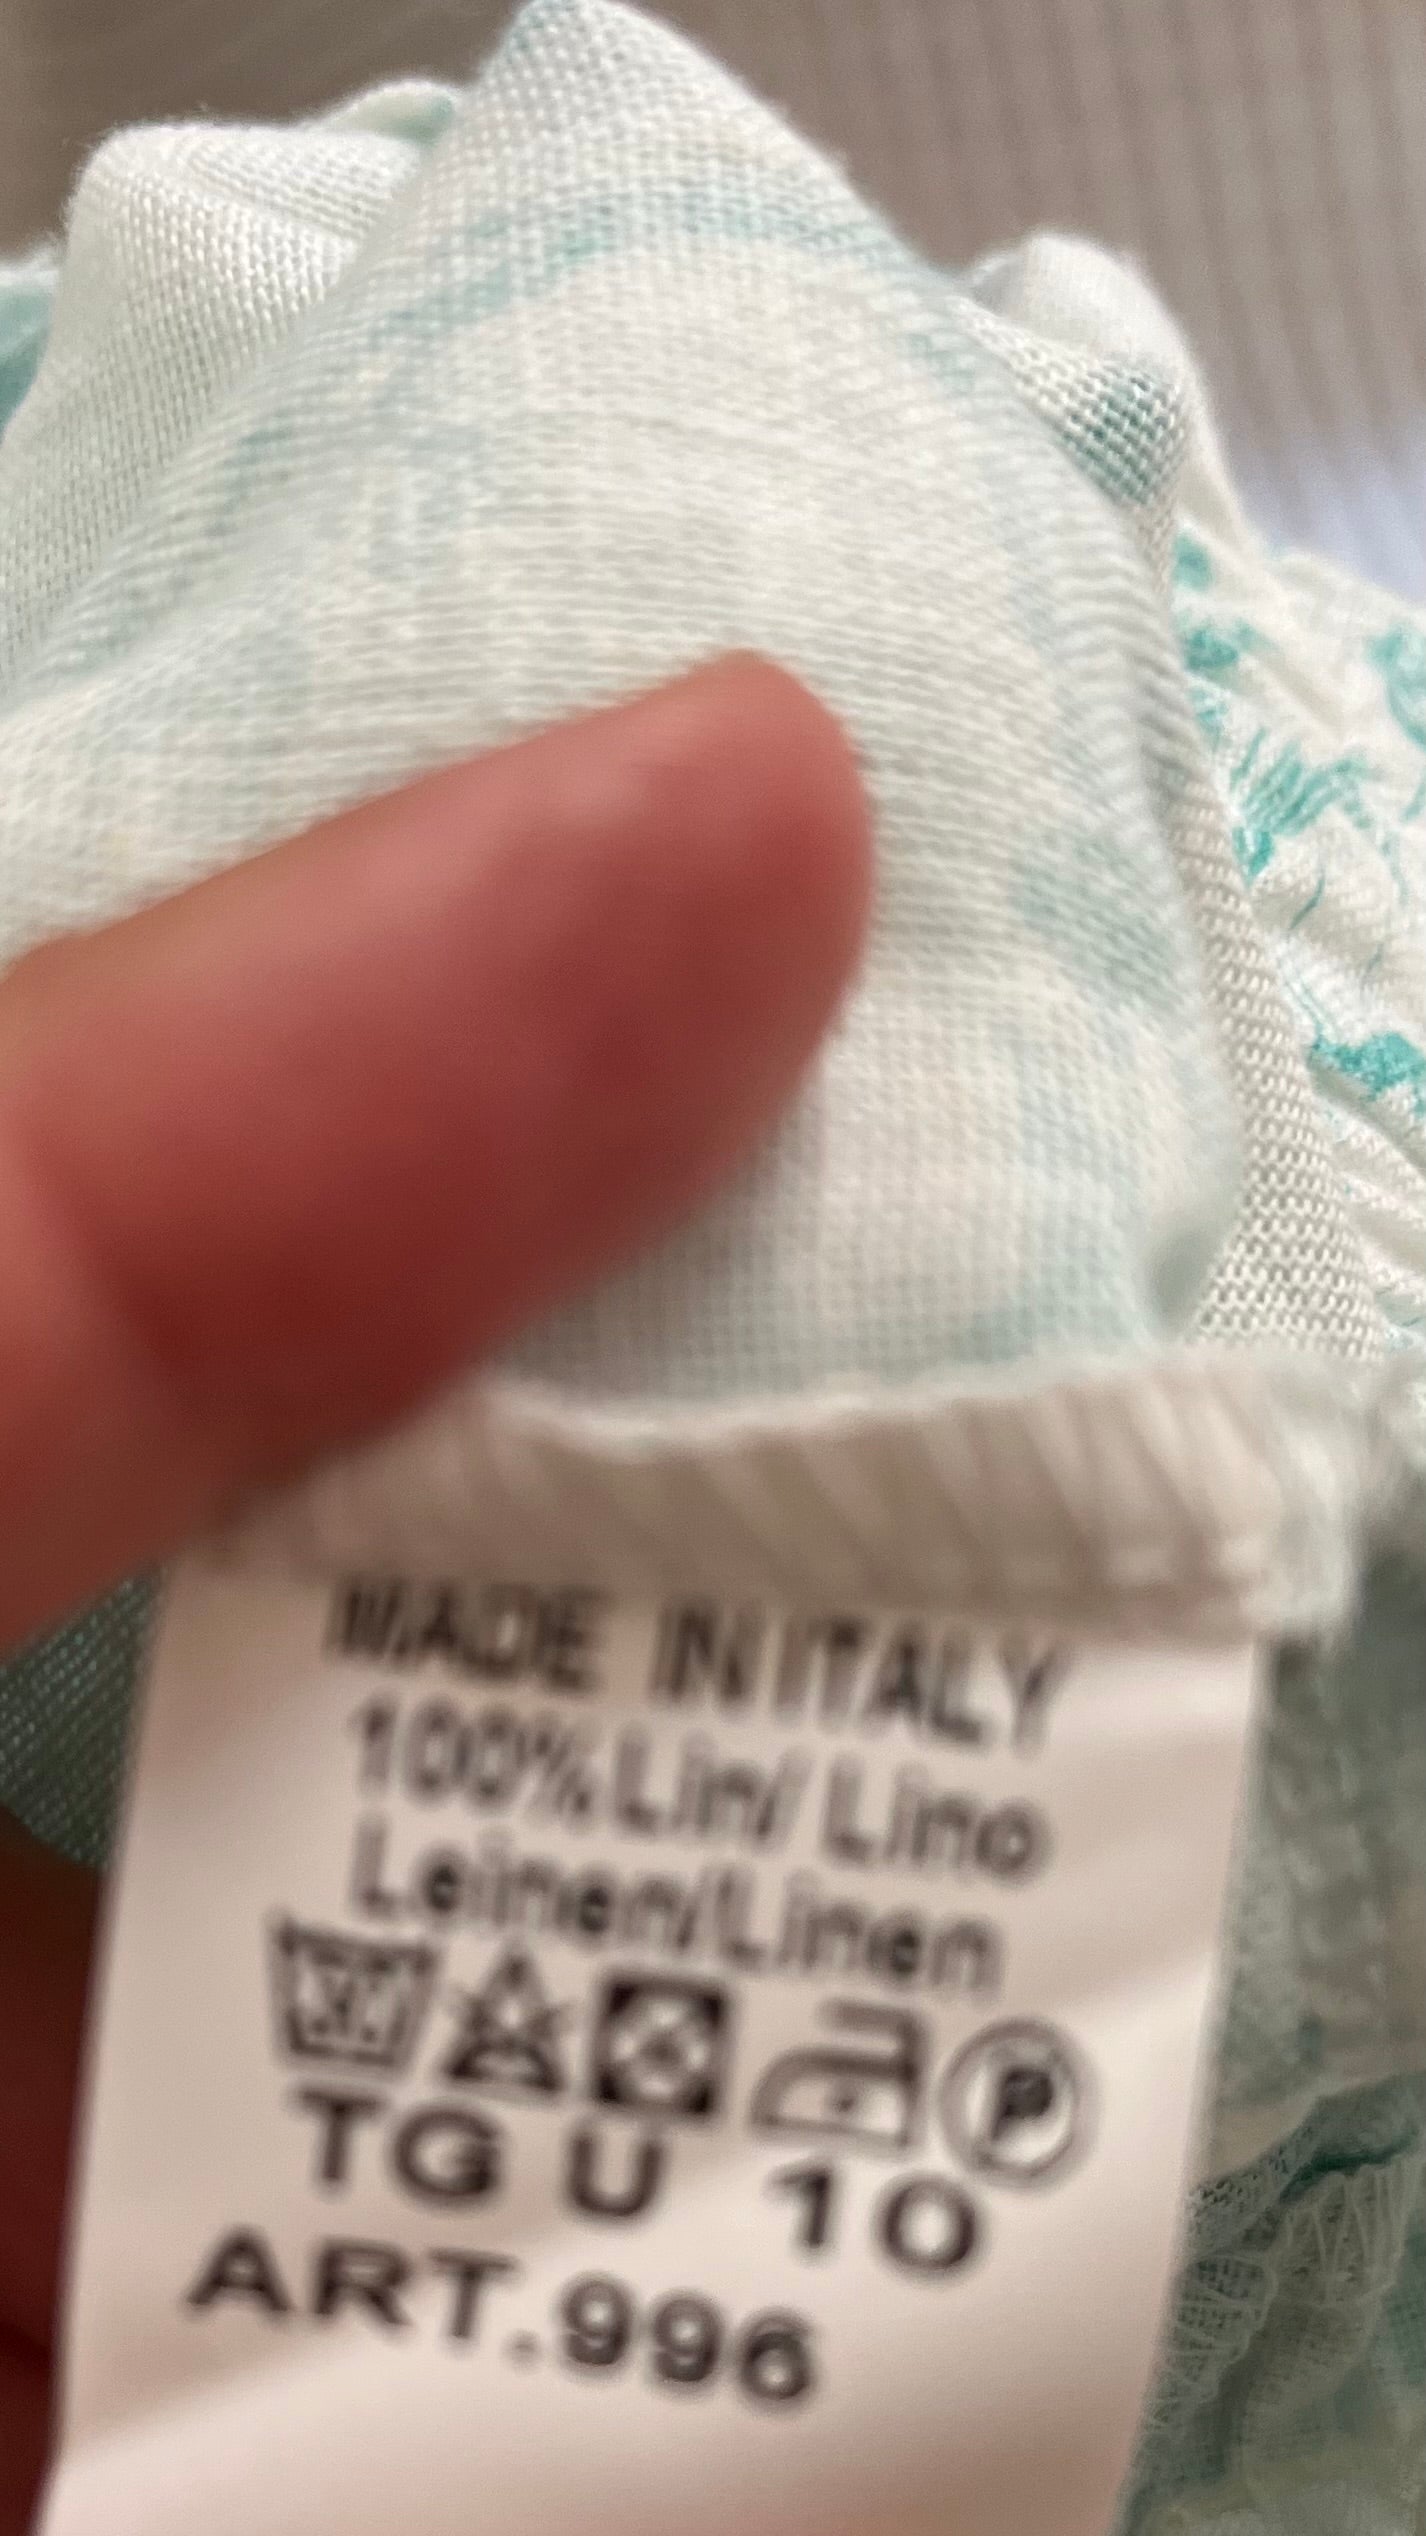 MADE IN ITALY
100% Lin/ Lino
Leinen/Linen
TG U 10
ART.996